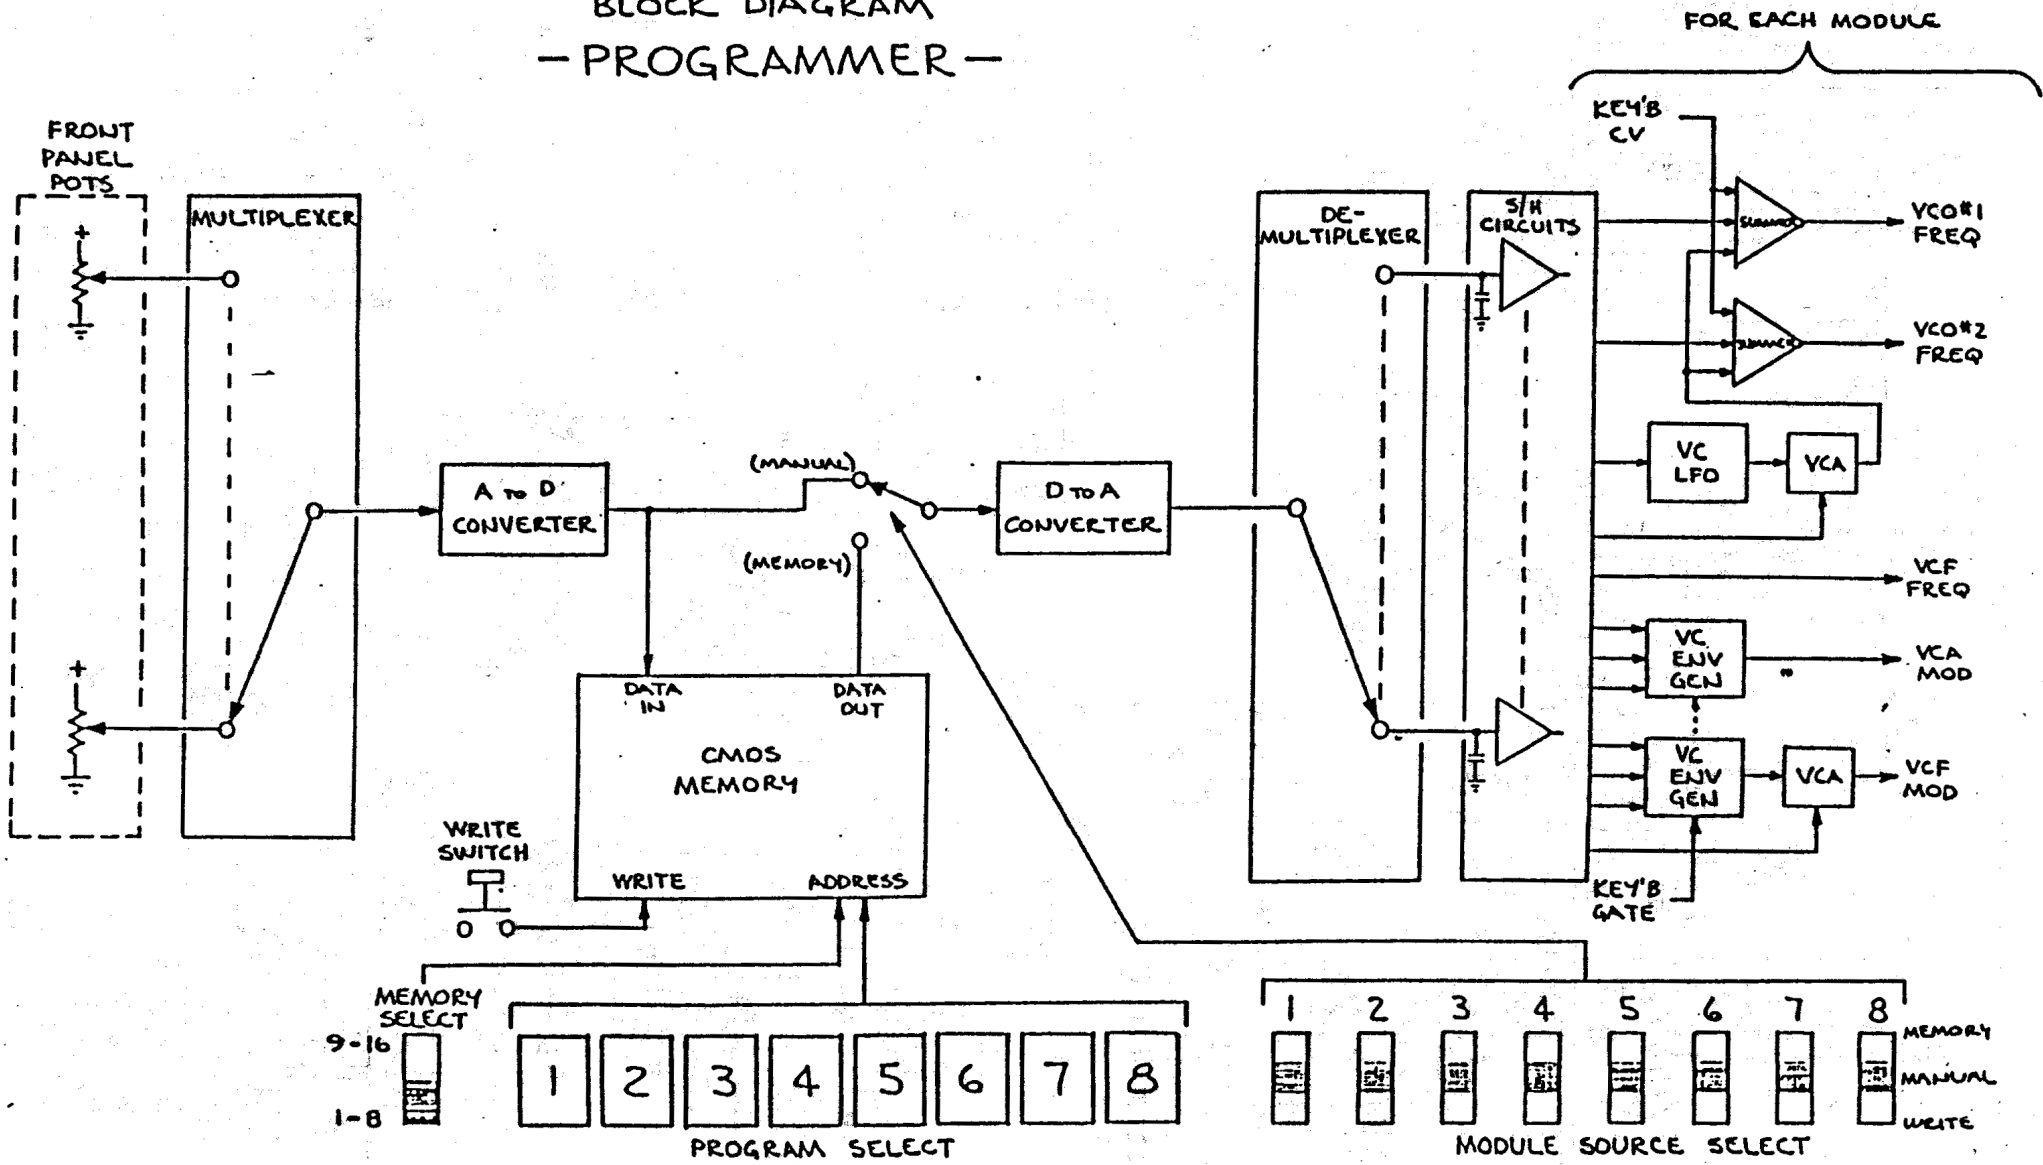 BLOCK DIAGRAM
- PROGRAMMER -
FOR EACH MODULE
KEY'B
CV
FRONT
PANEL
POTS
+
+
MULTIPLEXER
A TO D
CONVERTER
(MANUAL)
(MEMORY)
D TO A
CONVERTER
DE-
MULTIPLEXER
S/H
CIRCUITS
VCO#1
FREQ
VCO#2
FREQ
VC
LFO
VCA
VCF
FREQ
VC
ENV
GEN
VCA
MOD
VC
ENV
GEN
VCA
VCF
MOD
KEY'B
GATE
DATA
IN
DATA
OUT
CMOS
MEMORY
WRITE
ADDRESS
WRITE
SWITCH
MEMORY
SELECT
9-16
1-8
1 2 3 4 5 6 7 8
PROGRAM SELECT
1 2 3 4 5 6 7 8
MEMORY
MANUAL
WRITE
MODULE SOURCE SELECT